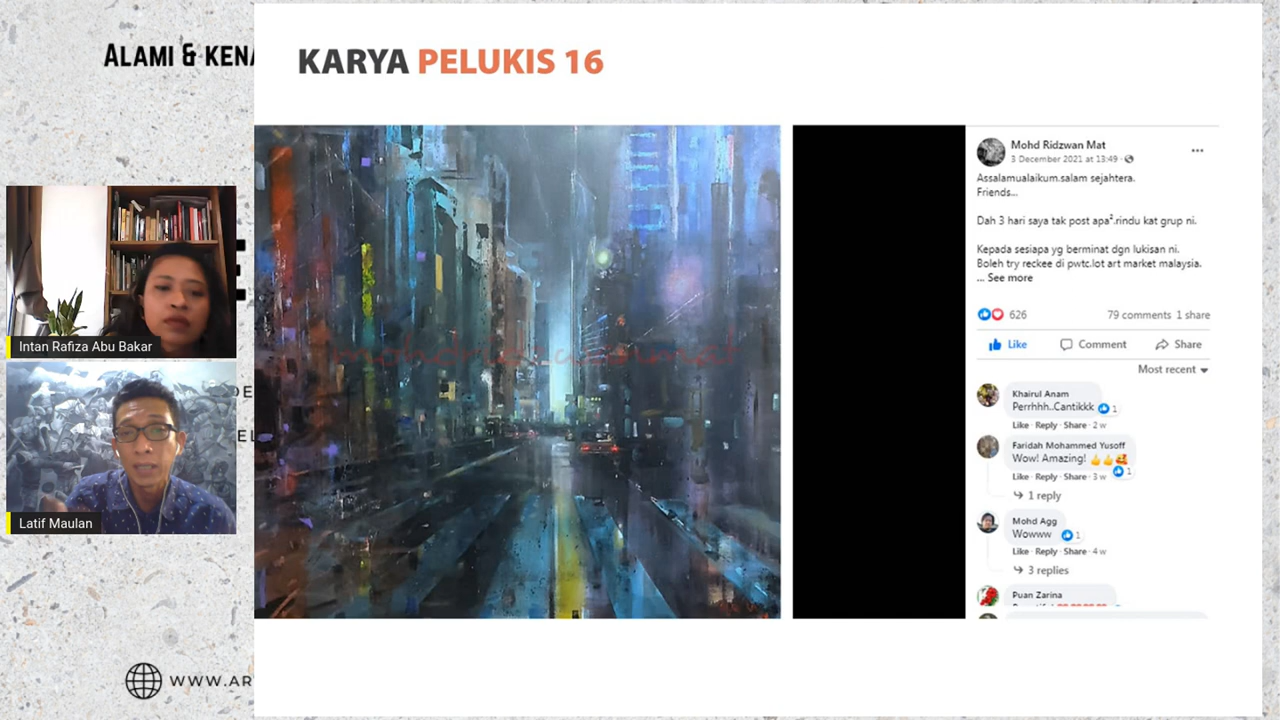 ALAMI & KENA
KARYA PELUKIS 16
Mohd Ridzwan Mat
3 December 2021 at 13:49 ·
Assalamualaikum.salam sejahtera.
Friends...
Dah 3 hari saya tak post apa².rindu kat grup ni.
Kepada sesiapa yg berminat dgn lukisan ni.
Boleh try reckee di pwtc.lot art market malaysia.
... See more
626
79 comments 1 share
Like Comment Share
Most recent
Khairul Anam
Perrhhh..Cantikkk 1
Like · Reply · Share · 2 w
Faridah Mohammed Yusoff
Wow! Amazing! 👍👍🥰
1
Like · Reply · Share · 3 w
1 reply
Mohd Agg
Wowww 1
Like · Reply · Share · 4 w
3 replies
Puan Zarina
mohdridzwanmat
Intan Rafiza Abu Bakar
Latif Maulan
DE
EL
WWW.AR